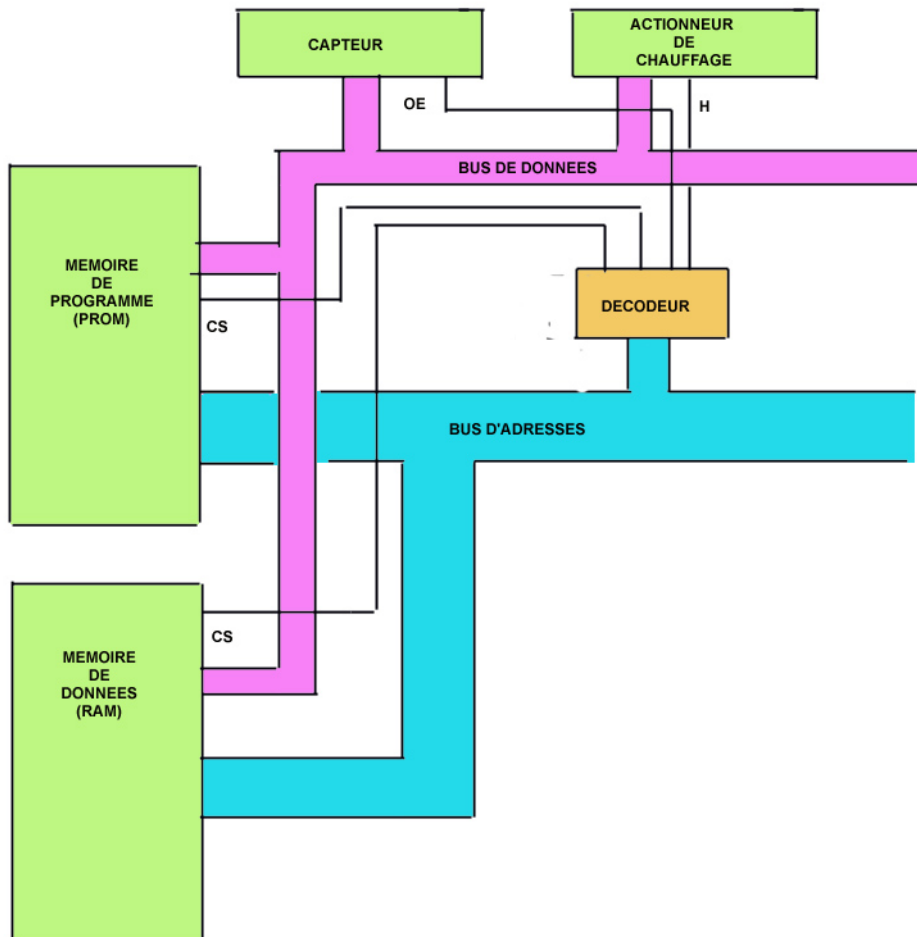 CAPTEUR
ACTIONNEUR
DE
CHAUFFAGE
OE
H
BUS DE DONNEES
MEMOIRE
DE
PROGRAMME
(PROM)
CS
DECODEUR
BUS D'ADRESSES
CS
MEMOIRE
DE
DONNEES
(RAM)